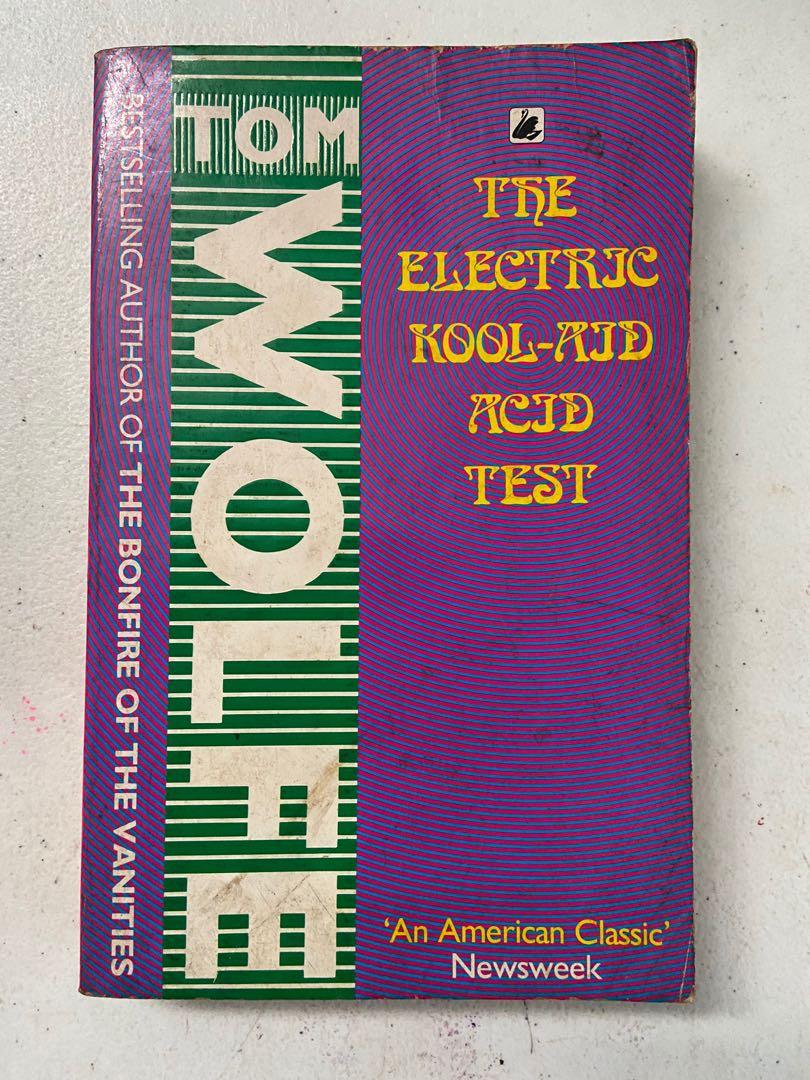 BESTSELLING AUTHOR OF THE BONFIRE OF THE VANITIES
TOM
WOLFE
THE
ELECTRIC
KOOL-AID
ACID
TEST
'An American Classic'
Newsweek